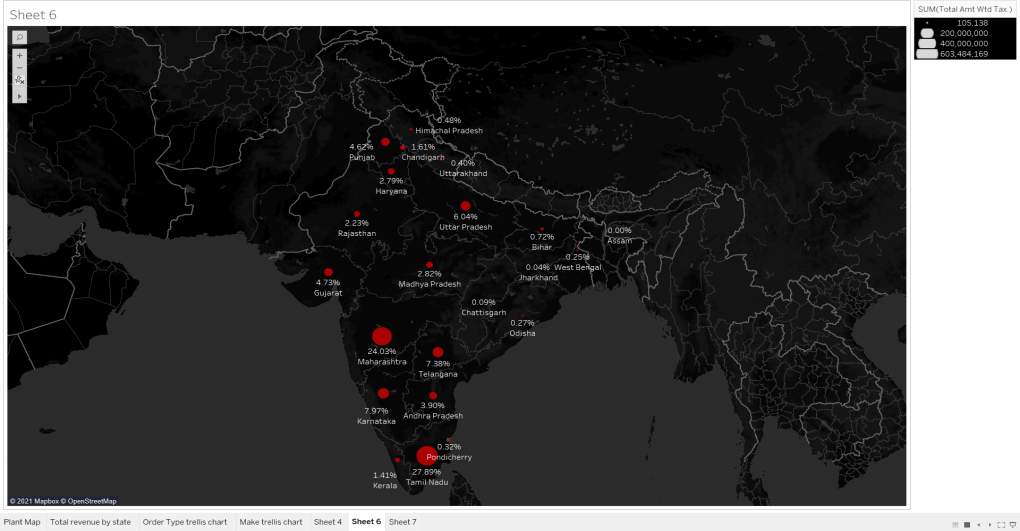 Sheet 6
SUM(Total Amt Wtd Tax.)
105,138
200,000,000
400,000,000
603,484,169
0.48%
Himachal Pradesh
4.62%
Punjab
1.61%
Chandigarh
0.40%
Uttarakhand
2.79%
Haryana
6.04%
Uttar Pradesh
2.23%
Rajasthan
0.72%
Bihar
0.00%
Assam
0.25%
West Bengal
0.04%
Jharkhand
2.82%
Madhya Pradesh
4.73%
Gujarat
0.09%
Chattisgarh
0.27%
Odisha
24.03%
Maharashtra
7.38%
Telangana
7.97%
Karnataka
3.90%
Andhra Pradesh
0.32%
Pondicherry
1.41%
Kerala
27.89%
Tamil Nadu
© 2021 Mapbox © OpenStreetMap
Plant Map Total revenue by state Order Type trellis chart Make trellis chart Sheet 4 Sheet 6 Sheet 7